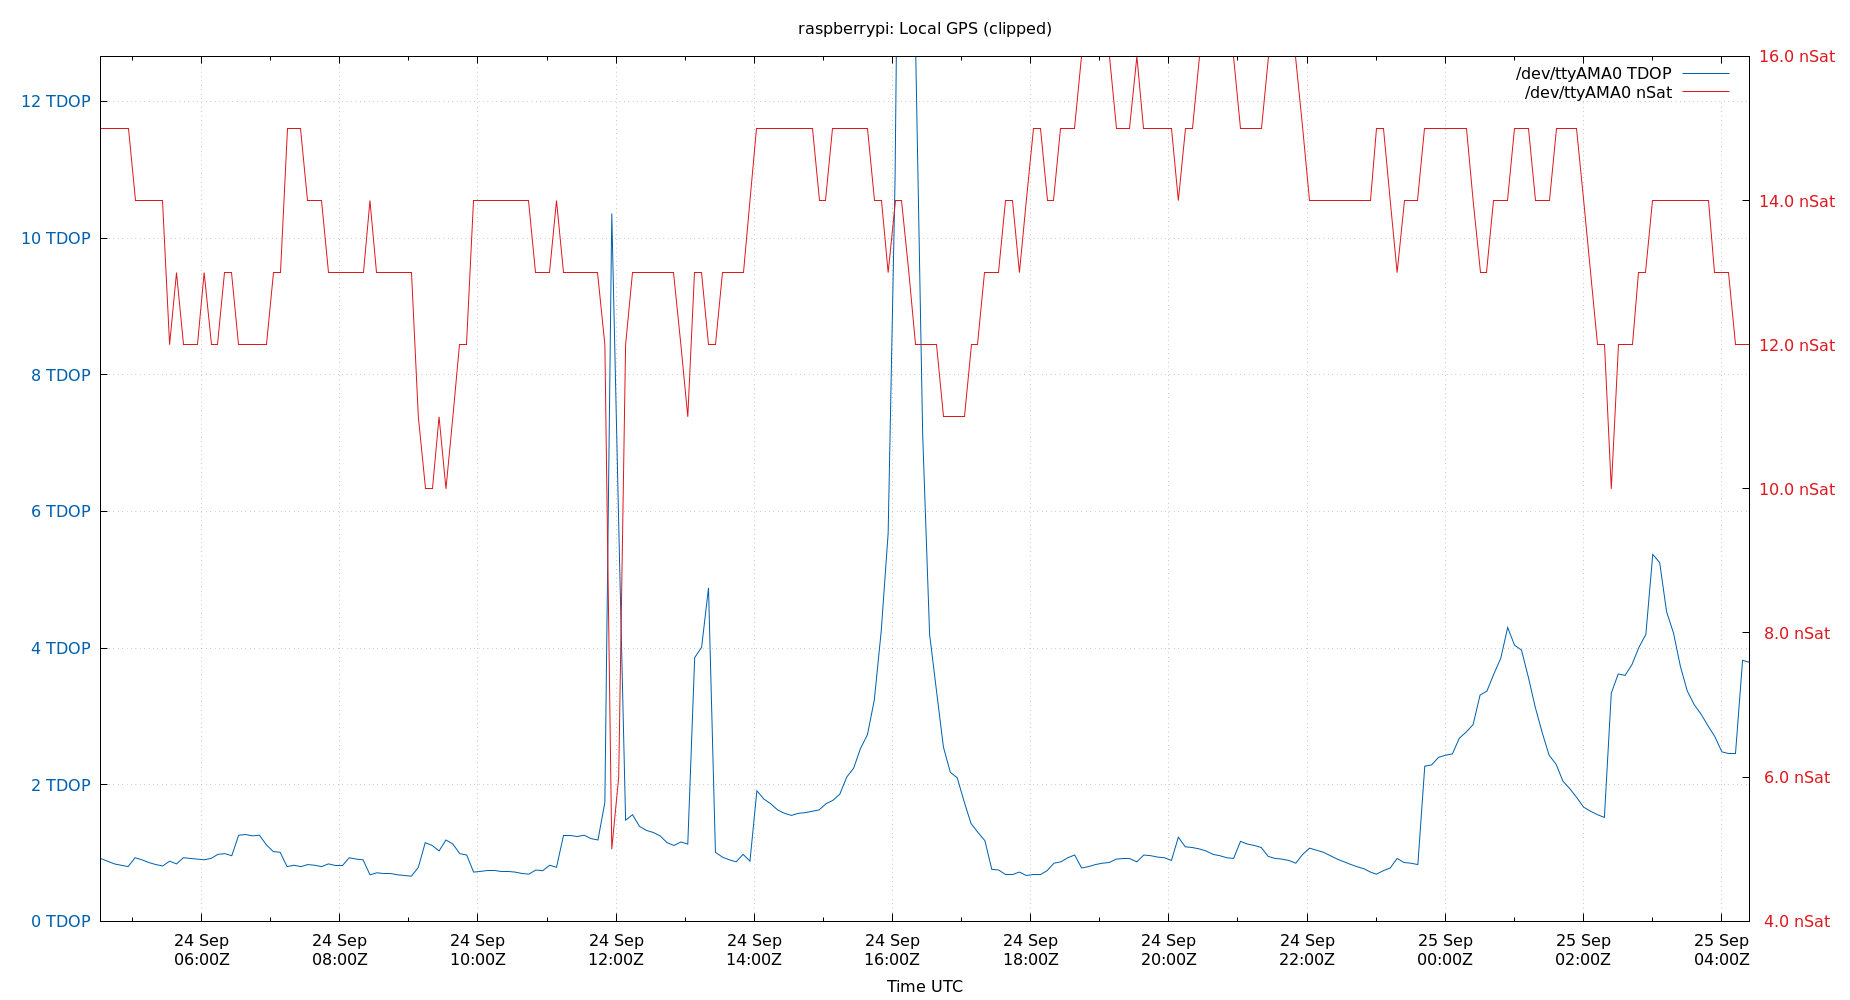 raspberrypi: Local GPS (clipped)
/dev/ttyAMA0 TDOP
/dev/ttyAMA0 nSat
12 TDOP
10 TDOP
8 TDOP
6 TDOP
4 TDOP
2 TDOP
0 TDOP
16.0 nSat
14.0 nSat
12.0 nSat
10.0 nSat
8.0 nSat
6.0 nSat
4.0 nSat
24 Sep
06:00Z
24 Sep
08:00Z
24 Sep
10:00Z
24 Sep
12:00Z
24 Sep
14:00Z
24 Sep
16:00Z
24 Sep
18:00Z
24 Sep
20:00Z
24 Sep
22:00Z
25 Sep
00:00Z
25 Sep
02:00Z
25 Sep
04:00Z
Time UTC